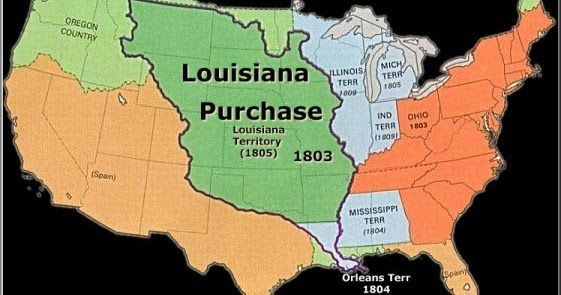 OREGON
COUNTRY
Louisiana
Purchase
Louisiana
Territory
(1805)
1803
ILLINOIS
TERR
1809
MICH
TERR
1805
IND
TERR
(1809)
OHIO
1803
(Spain)
MISSISSIPPI
TERR
(1804)
Orleans Terr
1804
(Spain)